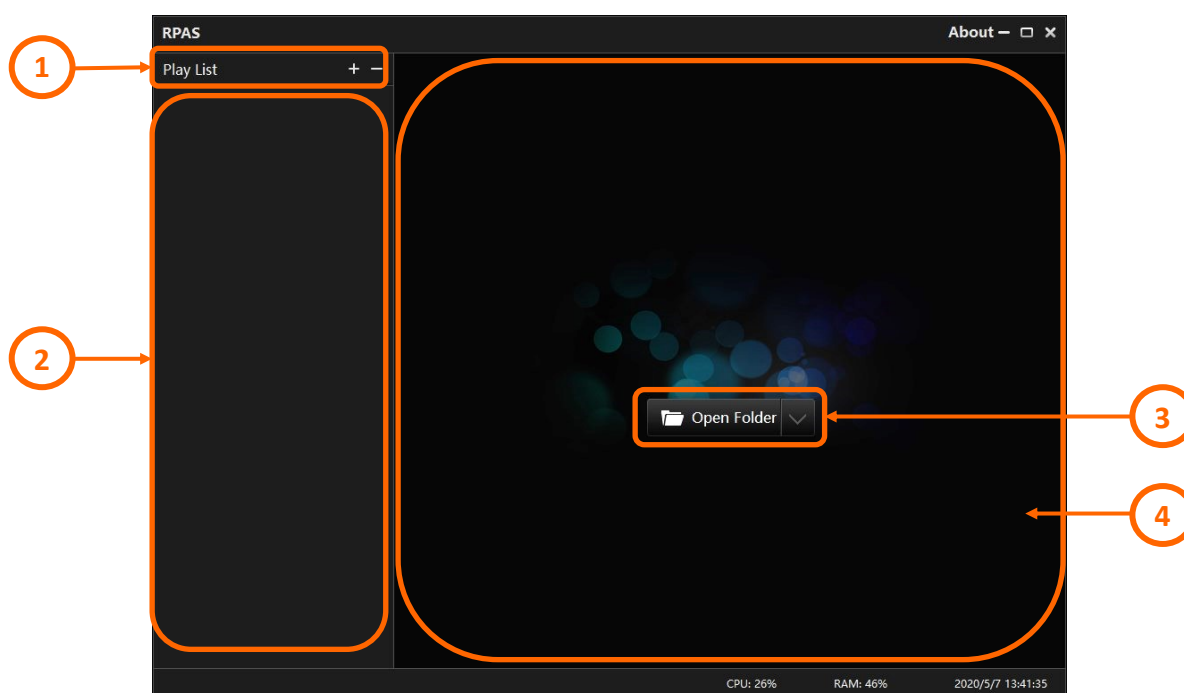 RPAS
About
1
Play List + −
2
Open Folder
3
4
CPU: 26% RAM: 46% 2020/5/7 13:41:35